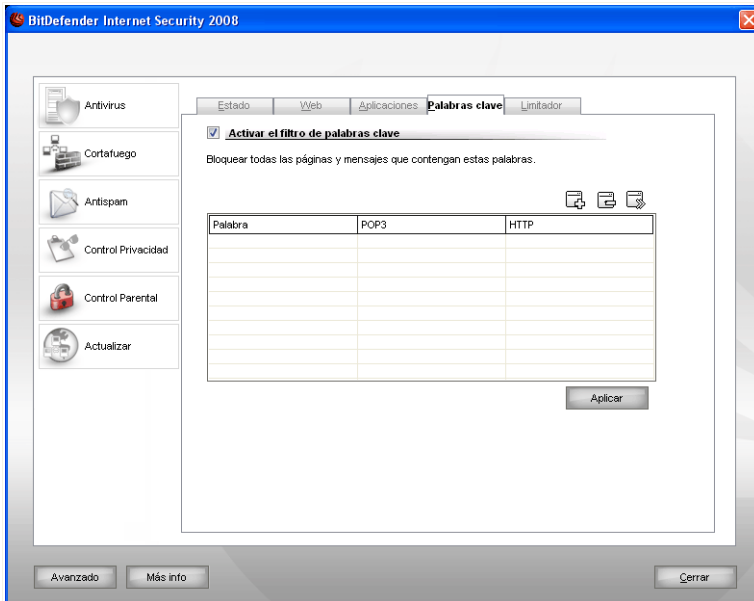 BitDefender Internet Security 2008
Antivirus
Cortafuego
Antispam
Control Privacidad
Control Parental
Actualizar
Estado Web Aplicaciones Palabras clave Limitador
Activar el filtro de palabras clave
Bloquear todas las páginas y mensajes que contengan estas palabras.
Palabra POP3 HTTP
Aplicar
Avanzado Más info Cerrar